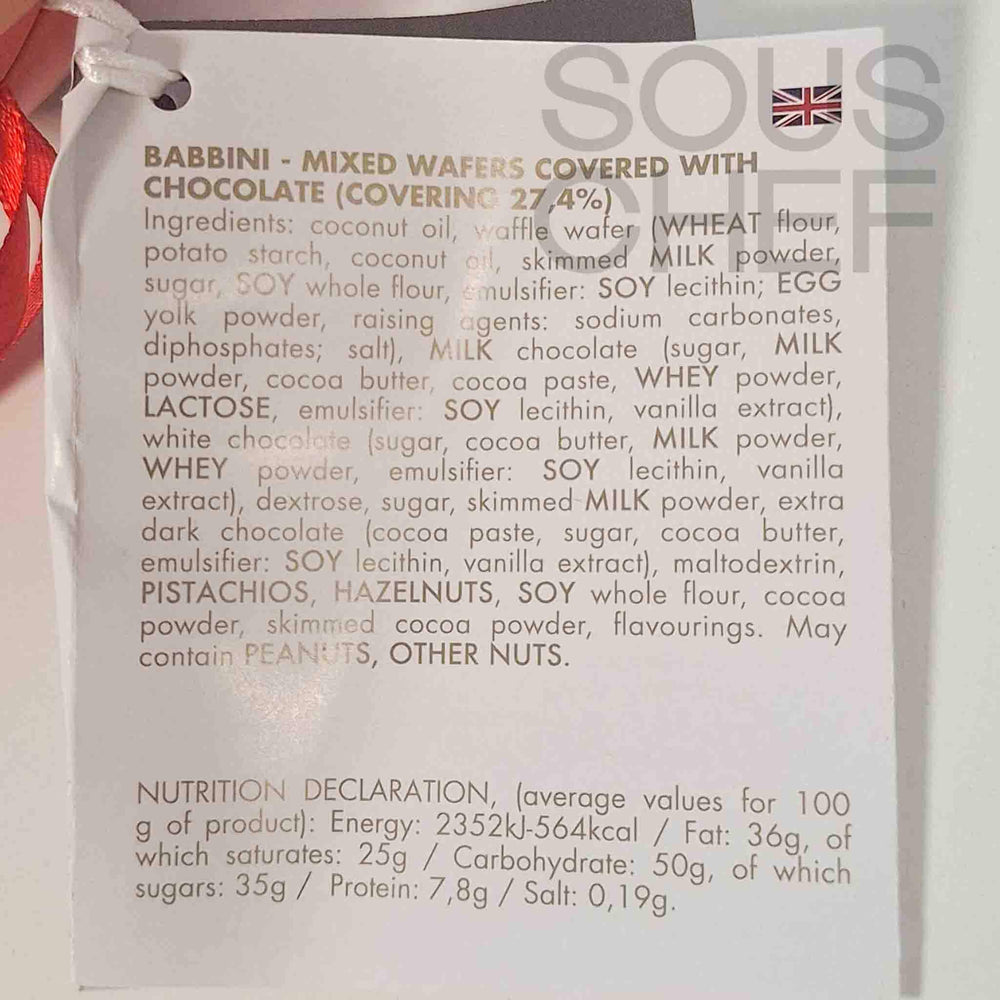 SOUS
CHEF
BABBINI - MIXED WAFERS COVERED WITH
CHOCOLATE (COVERING 27,4%)
Ingredients: coconut oil, waffle wafer (WHEAT flour,
potato starch, coconut oil, skimmed MILK powder,
sugar, SOY whole flour, emulsifier: SOY lecithin; EGG
yolk powder, raising agents: sodium carbonates,
diphosphates; salt), MILK chocolate (sugar, MILK
powder, cocoa butter, cocoa paste, WHEY powder,
LACTOSE, emulsifier: SOY lecithin, vanilla extract),
white chocolate (sugar, cocoa butter, MILK powder,
WHEY powder, emulsifier: SOY lecithin, vanilla
extract), dextrose, sugar, skimmed MILK powder, extra
dark chocolate (cocoa paste, sugar, cocoa butter,
emulsifier: SOY lecithin, vanilla extract), maltodextrin,
PISTACHIOS, HAZELNUTS, SOY whole flour, cocoa
powder, skimmed cocoa powder, flavourings. May
contain PEANUTS, OTHER NUTS.
NUTRITION DECLARATION, (average values for 100
g of product): Energy: 2352kJ-564kcal / Fat: 36g, of
which saturates: 25g / Carbohydrate: 50g, of which
sugars: 35g / Protein: 7,8g / Salt: 0,19g.